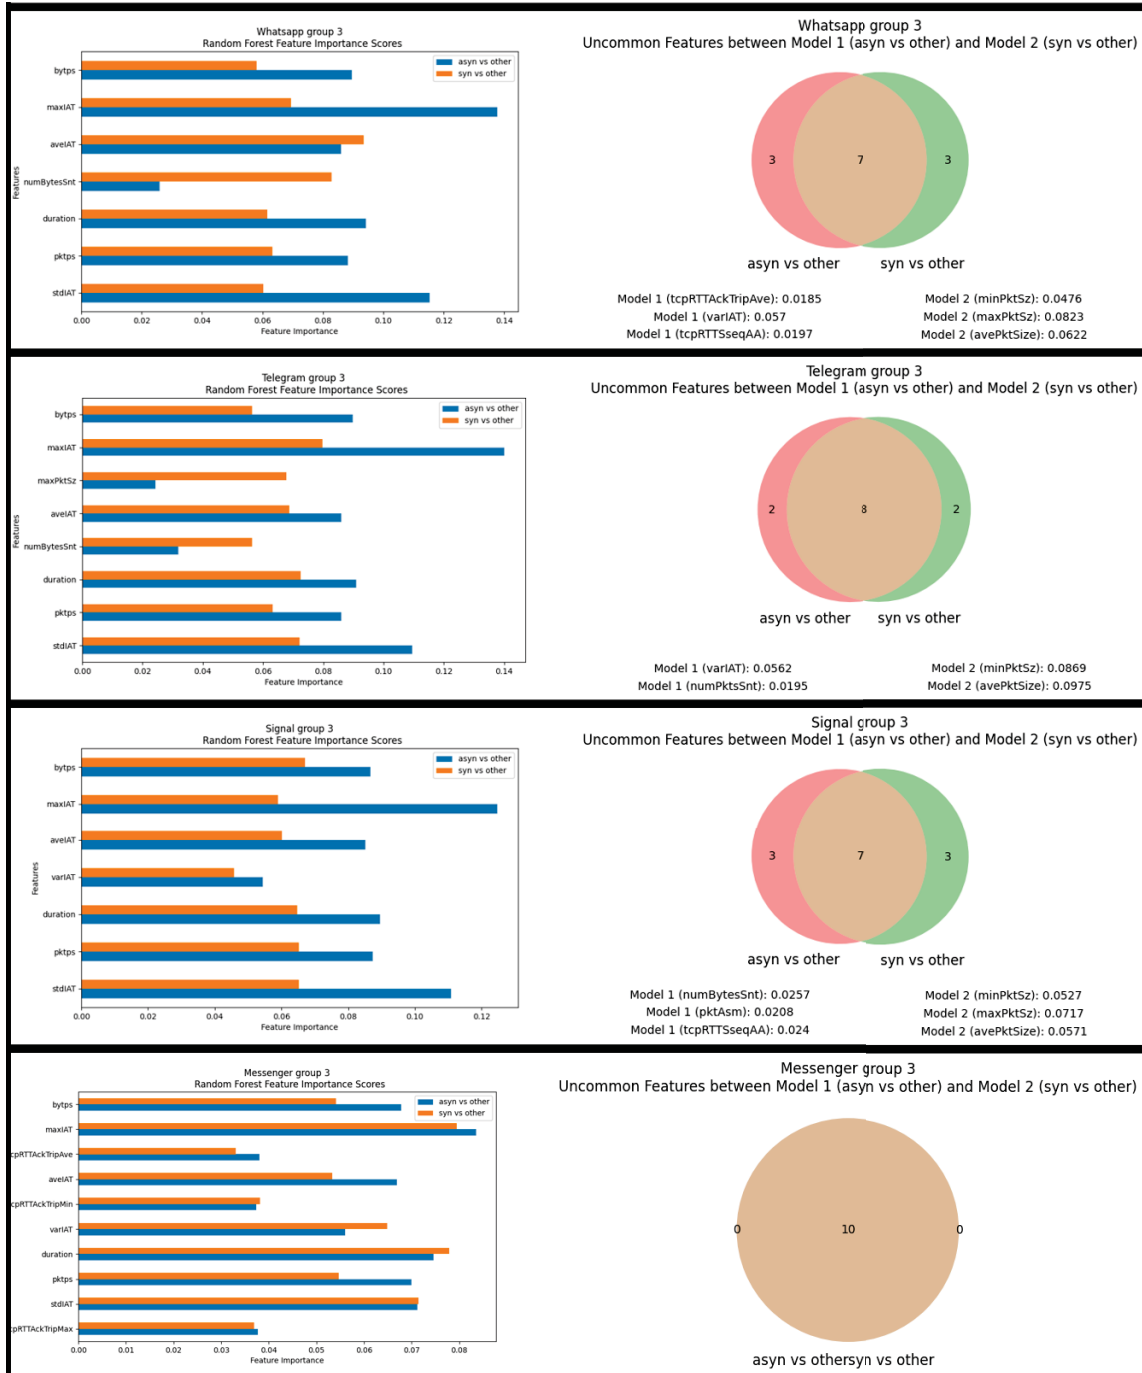 Whatsapp group 3
Random Forest Feature Importance Scores
asyn vs other
syn vs other
Features
bytps
maxIAT
aveIAT
numBytesSnt
duration
pktps
stdIAT
0.00 0.02 0.04 0.06 0.08 0.10 0.12 0.14
Feature Importance
Whatsapp group 3
Uncommon Features between Model 1 (asyn vs other) and Model 2 (syn vs other)
3 7 3
asyn vs other syn vs other
Model 1 (tcpRTTAckTripAve): 0.0185
Model 1 (varIAT): 0.057
Model 1 (tcpRTTSseqAA): 0.0197
Model 2 (minPktSz): 0.0476
Model 2 (maxPktSz): 0.0823
Model 2 (avePktSize): 0.0622
Telegram group 3
Random Forest Feature Importance Scores
asyn vs other
syn vs other
Features
bytps
maxIAT
maxPktSz
aveIAT
numBytesSnt
duration
pktps
stdIAT
0.00 0.02 0.04 0.06 0.08 0.10 0.12 0.14
Feature Importance
Telegram group 3
Uncommon Features between Model 1 (asyn vs other) and Model 2 (syn vs other)
2 8 2
asyn vs other syn vs other
Model 1 (varIAT): 0.0562
Model 1 (numPktsSnt): 0.0195
Model 2 (minPktSz): 0.0869
Model 2 (avePktSize): 0.0975
Signal group 3
Random Forest Feature Importance Scores
asyn vs other
syn vs other
Features
bytps
maxIAT
aveIAT
varIAT
duration
pktps
stdIAT
0.00 0.02 0.04 0.06 0.08 0.10 0.12
Feature Importance
Signal group 3
Uncommon Features between Model 1 (asyn vs other) and Model 2 (syn vs other)
3 7 3
asyn vs other syn vs other
Model 1 (numBytesSnt): 0.0257
Model 1 (pktAsm): 0.0208
Model 1 (tcpRTTSseqAA): 0.024
Model 2 (minPktSz): 0.0527
Model 2 (maxPktSz): 0.0717
Model 2 (avePktSize): 0.0571
Messenger group 3
Random Forest Feature Importance Scores
asyn vs other
syn vs other
bytps
maxIAT
cpRTTAckTripAve
aveIAT
cpRTTAckTripMin
varIAT
duration
pktps
stdIAT
cpRTTAckTripMax
0.00 0.01 0.02 0.03 0.04 0.05 0.06 0.07 0.08
Feature Importance
Messenger group 3
Uncommon Features between Model 1 (asyn vs other) and Model 2 (syn vs other)
0 10 0
asyn vs othersyn vs other